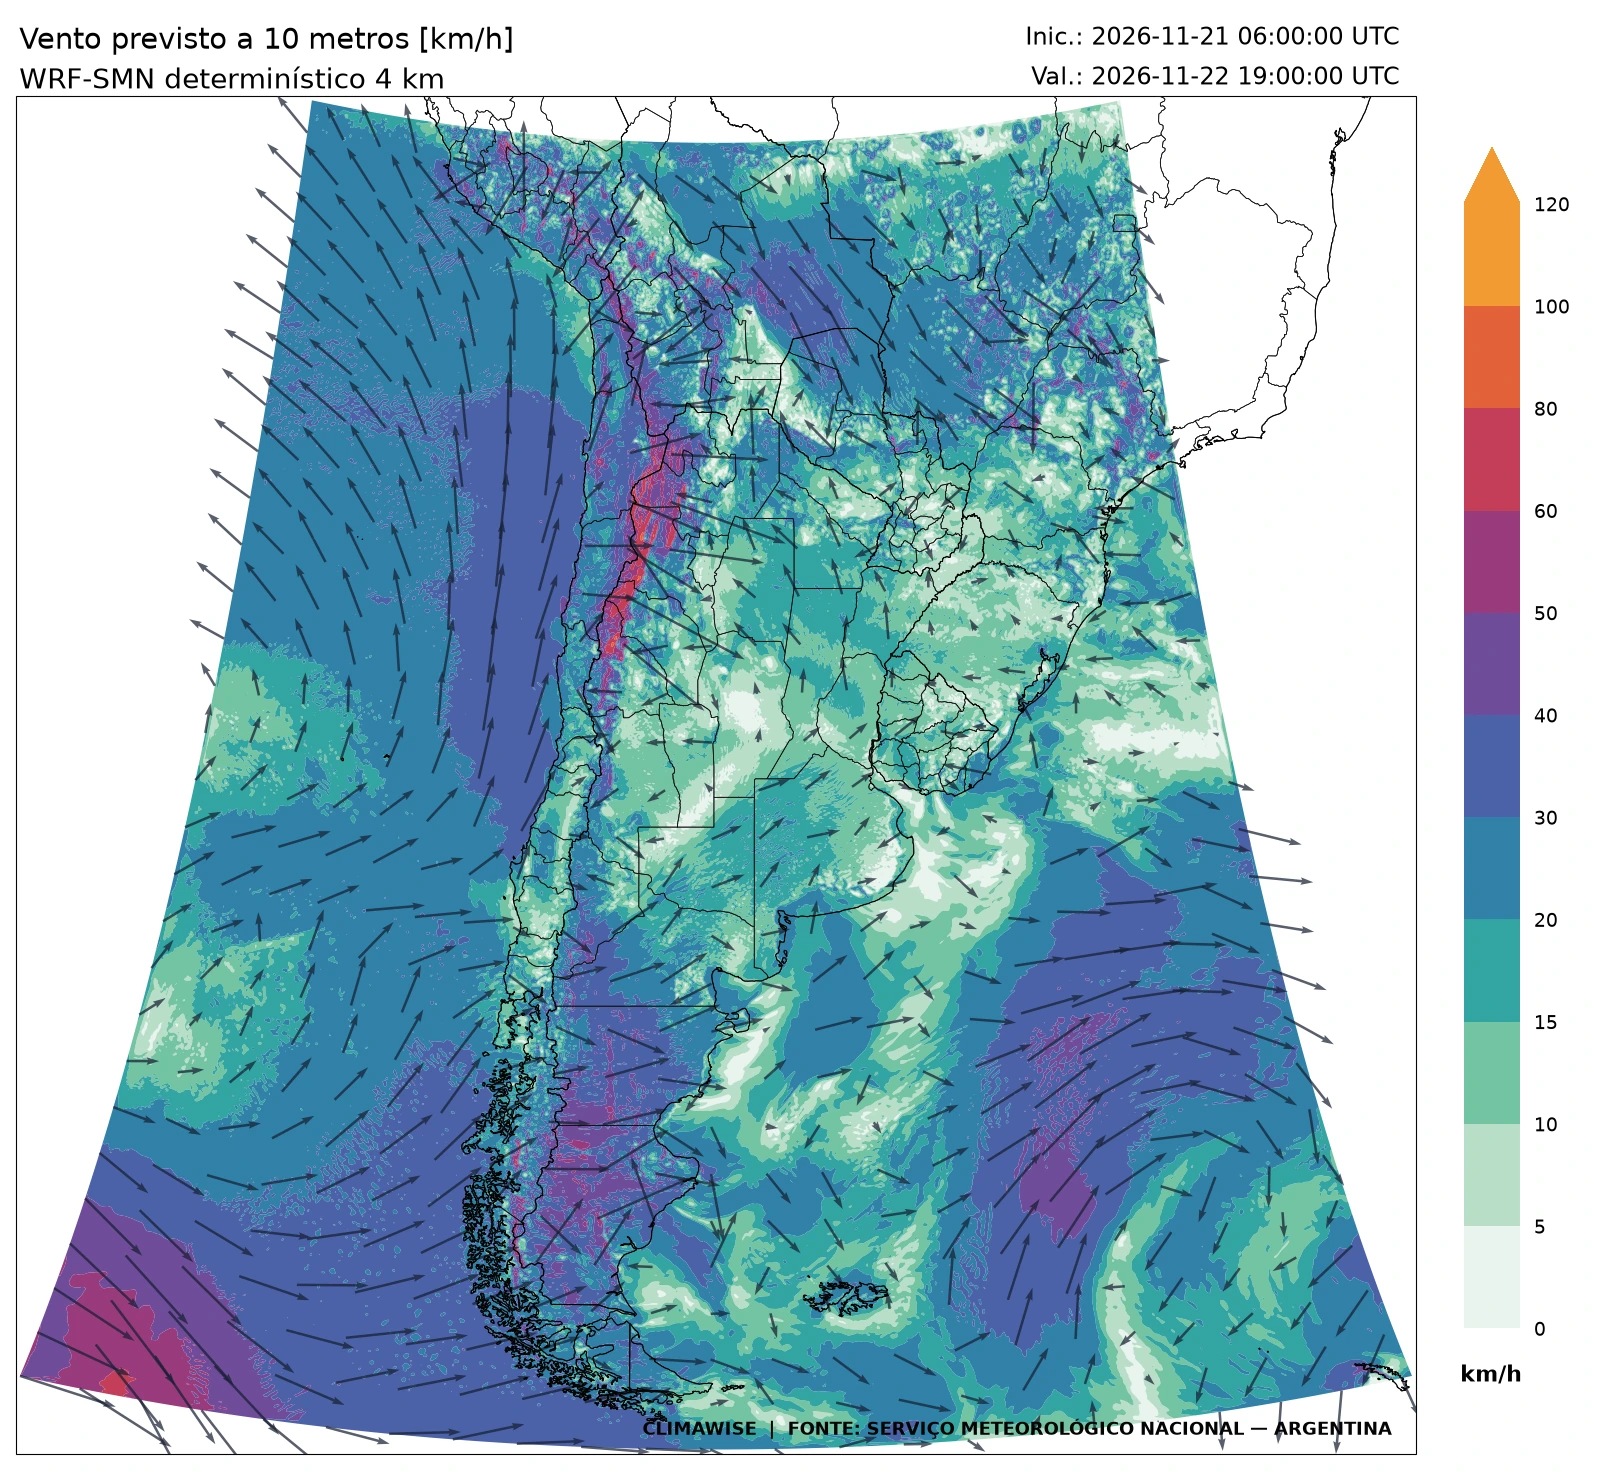 Vento previsto a 10 metros [km/h]
WRF-SMN determinístico 4 km
Inic.: 2026-11-21 06:00:00 UTC
Val.: 2026-11-22 19:00:00 UTC
120
100
80
60
50
40
30
20
15
10
5
0
km/h
CLIMAWISE | FONTE: SERVIÇO METEOROLÓGICO NACIONAL — ARGENTINA